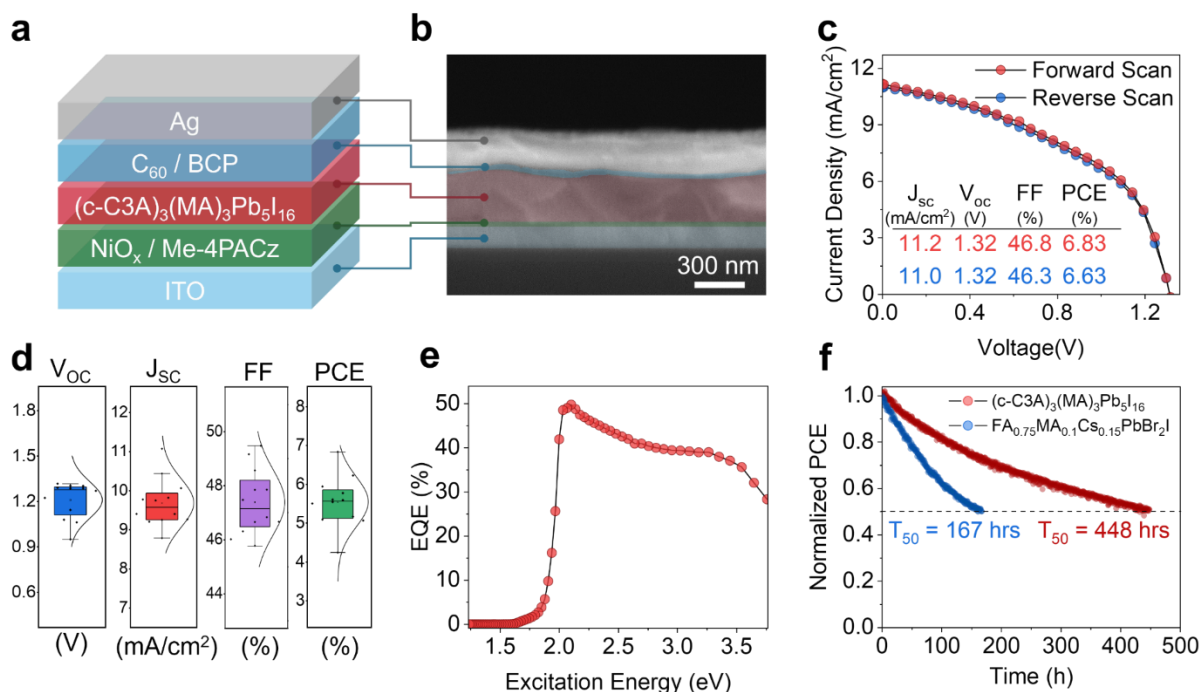 a
Ag
C₆₀ / BCP
(c-C3A)₃(MA)₃Pb₅I₁₆
NiOₓ / Me-4PACz
ITO
b
300 nm
c
Forward Scan
Reverse Scan
Current Density (mA/cm²)
12
9
6
3
0
J_sc V_oc FF PCE
(mA/cm²) (V) (%) (%)
11.2 1.32 46.8 6.83
11.0 1.32 46.3 6.63
0.0 0.4 0.8 1.2
Voltage(V)
d
V_OC J_SC FF PCE
1.8
1.5
1.2
0.9
0.6
12
11
10
9
8
7
50
48
46
44
8
7
6
5
4
3
(V) (mA/cm²) (%) (%)
e
EQE (%)
50
40
30
20
10
0
1.5 2.0 2.5 3.0 3.5
Excitation Energy (eV)
f
(c-C3A)₃(MA)₃Pb₅I₁₆
FA₀.₇₅MA₀.₁Cs₀.₁₅PbBr₂I
Normalized PCE
1.0
0.8
0.6
0.4
0.2
0.0
T₅₀ = 167 hrs T₅₀ = 448 hrs
0 100 200 300 400 500
Time (h)